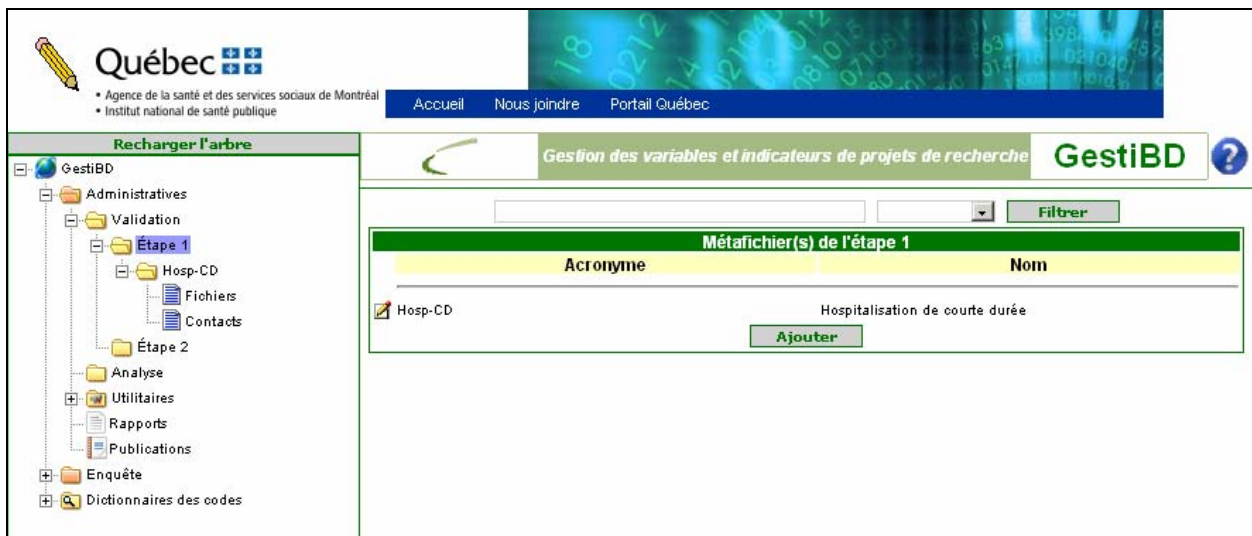 Québec
• Agence de la santé et des services sociaux de Montréal
• Institut national de santé publique
Accueil Nous joindre Portail Québec
Recharger l'arbre
GestiBD
Administratives
Validation
Étape 1
Hosp-CD
Fichiers
Contacts
Étape 2
Analyse
Utilitaires
Rapports
Publications
Enquête
Dictionnaires des codes
Gestion des variables et indicateurs de projets de recherche GestiBD ?
Filtrer
Métafichier(s) de l'étape 1
Acronyme Nom
Hosp-CD Hospitalisation de courte durée
Ajouter